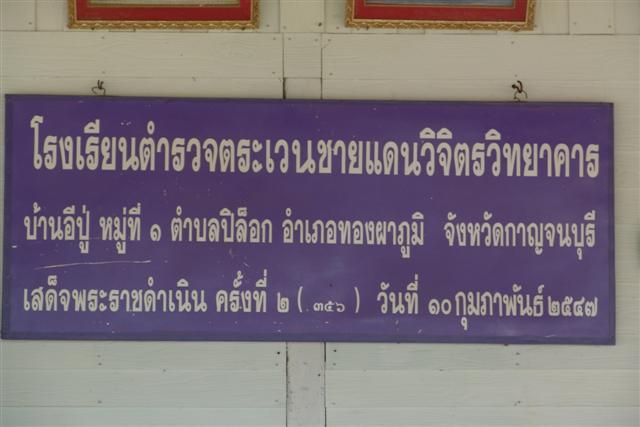 โรงเรียนตำรวจตระเวนชายแดนวิจิตรวิทยาคาร
บ้านอีปู่ หมู่ที่ ๑ ตำบลปิล็อก อำเภอทองผาภูมิ จังหวัดกาญจนบุรี
เสด็จพระราชดำเนิน ครั้งที่ ๒ ( ๓๕๖ ) วันที่ ๑๐ กุมภาพันธ์ ๒๕๔๗